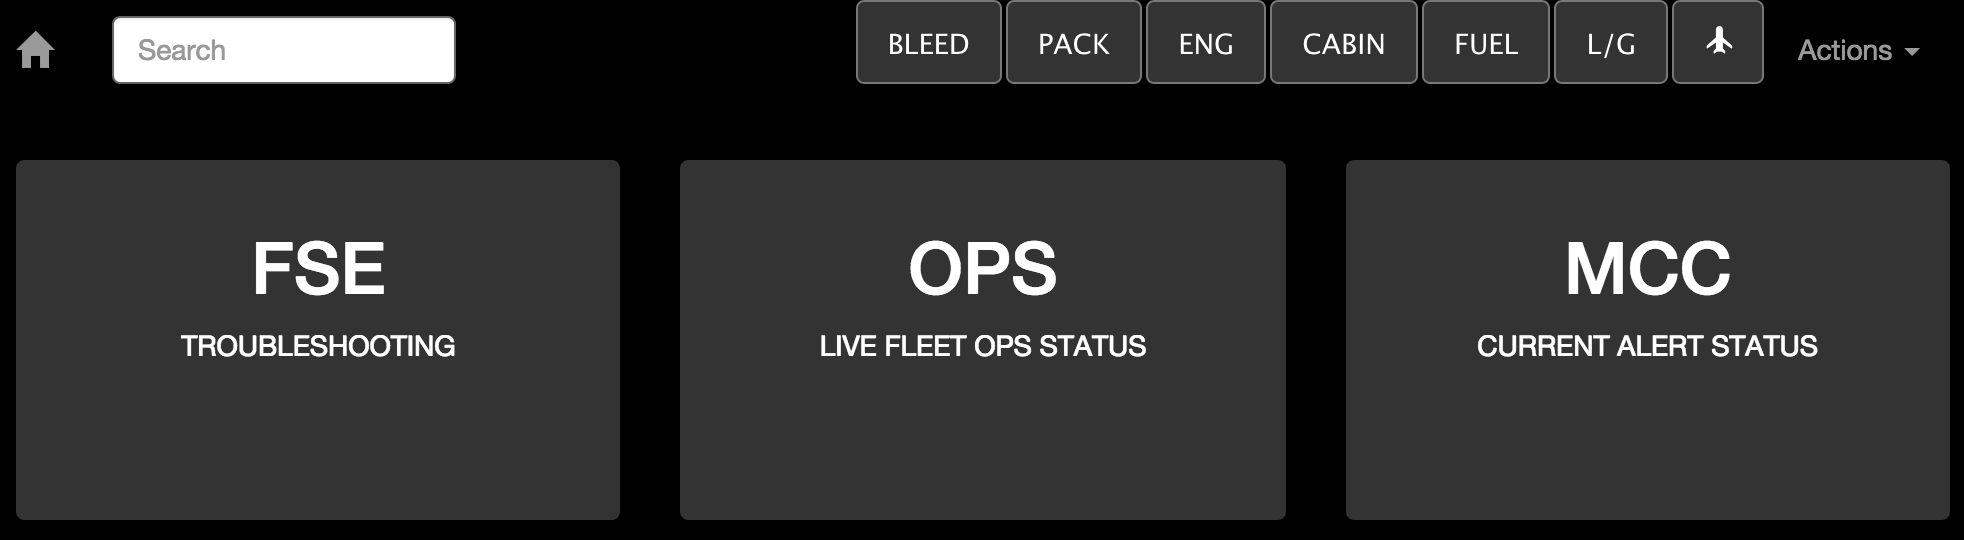 Search
BLEED PACK ENG CABIN FUEL L/G
Actions
FSE
TROUBLESHOOTING
OPS
LIVE FLEET OPS STATUS
MCC
CURRENT ALERT STATUS